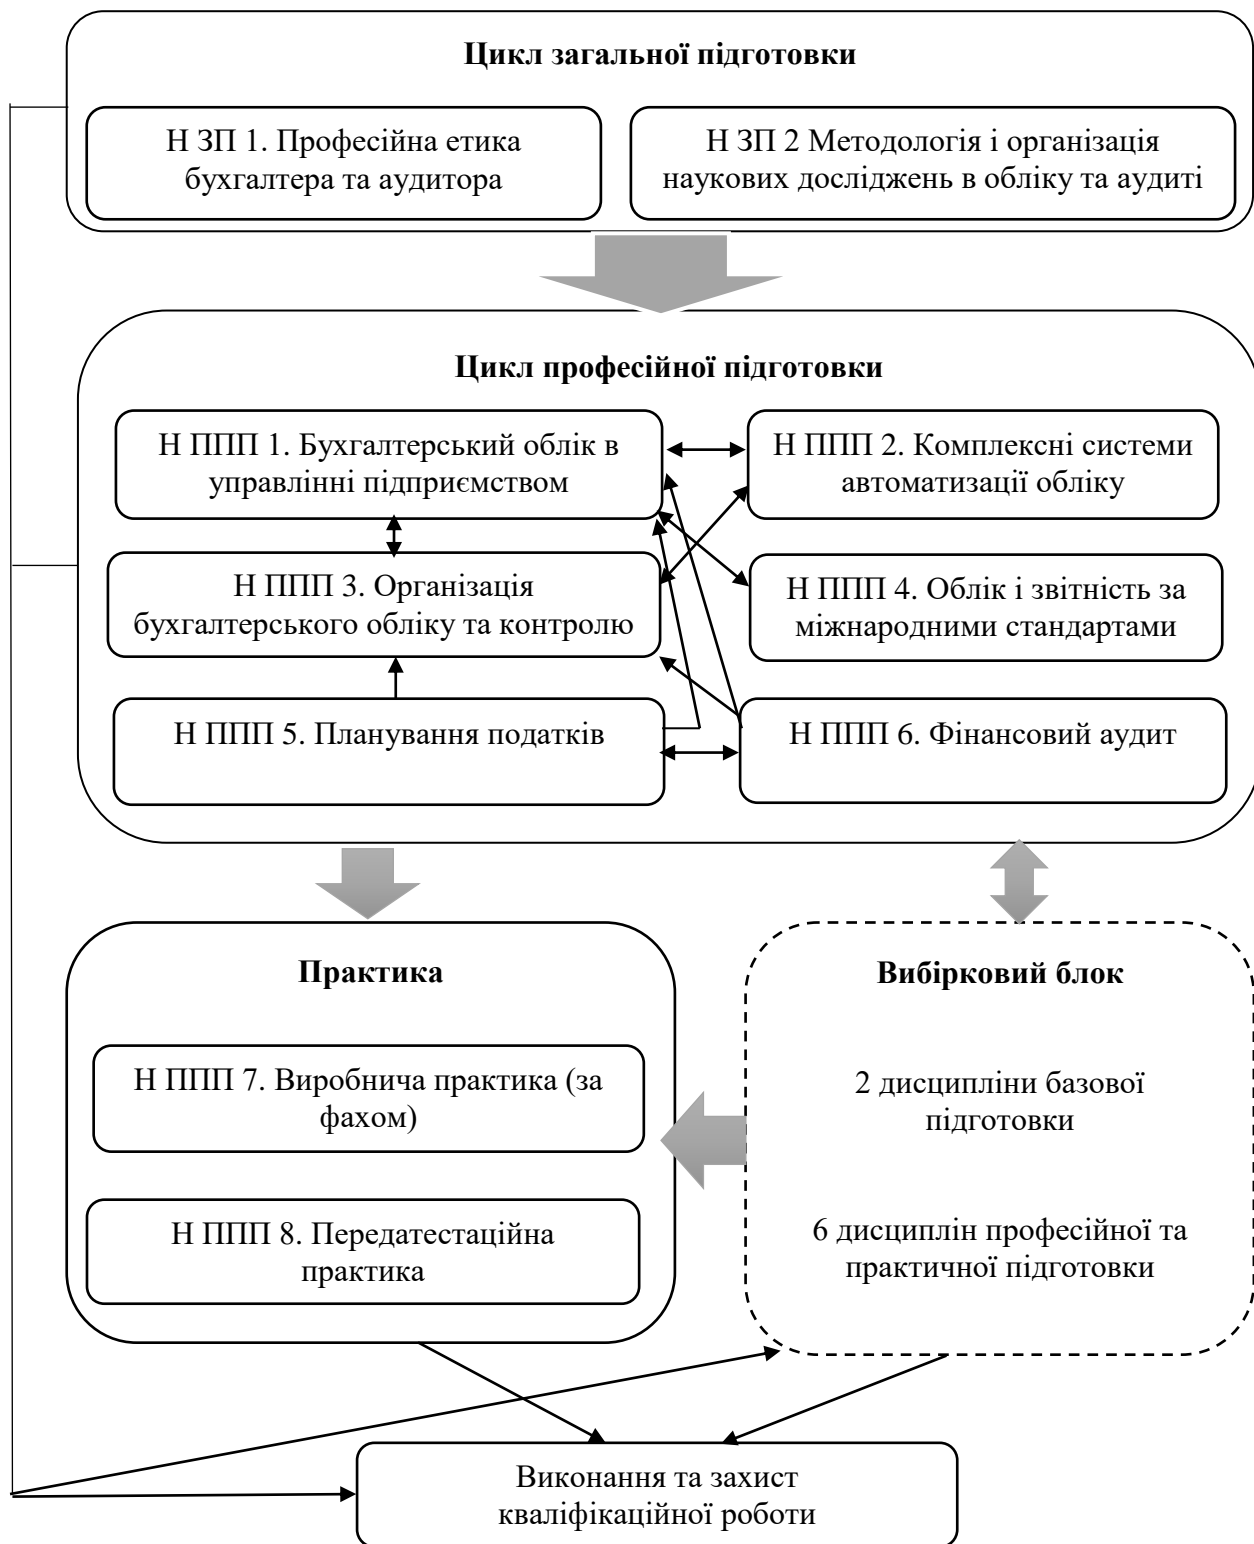 Цикл загальної підготовки
Н ЗП 1. Професійна етика
бухгалтера та аудитора
Н ЗП 2 Методологія і організація
наукових досліджень в обліку та аудиті
Цикл професійної підготовки
Н ППП 1. Бухгалтерський облік в
управлінні підприємством
Н ППП 2. Комплексні системи
автоматизації обліку
Н ППП 3. Організація
бухгалтерського обліку та контролю
Н ППП 4. Облік і звітність за
міжнародними стандартами
Н ППП 5. Планування податків
Н ППП 6. Фінансовий аудит
Практика
Н ППП 7. Виробнича практика (за
фахом)
Н ППП 8. Передатестаційна
практика
Вибірковий блок
2 дисципліни базової
підготовки
6 дисциплін професійної та
практичної підготовки
Виконання та захист
кваліфікаційної роботи